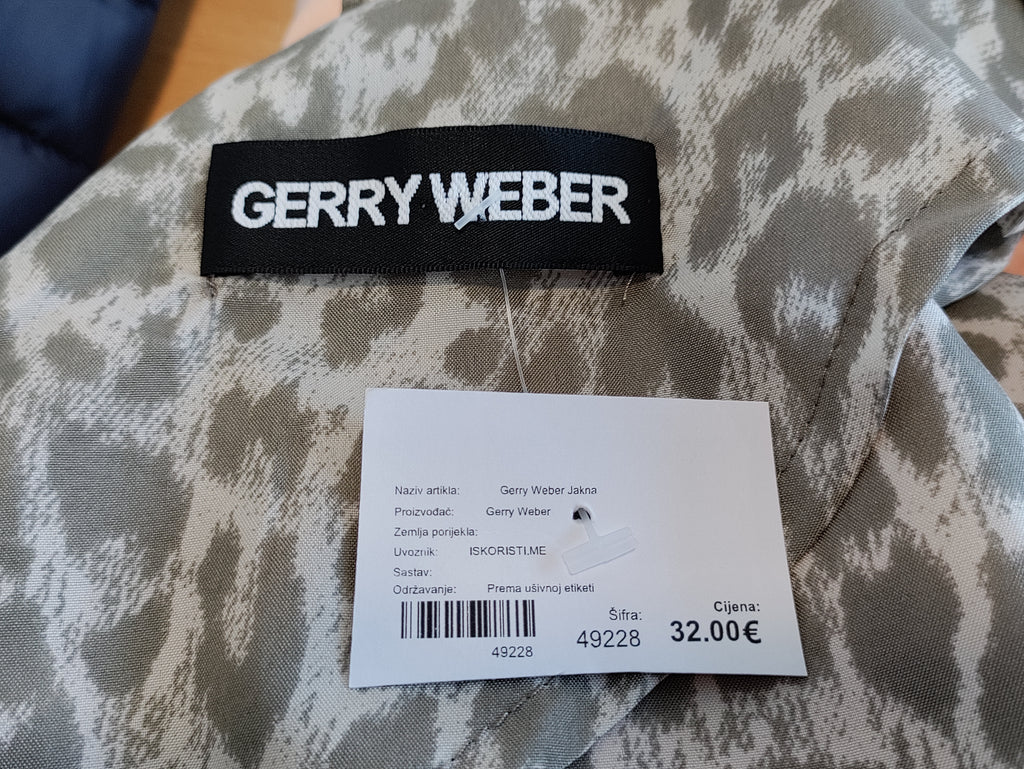 GERRY WEBER
Naziv artikla: Gerry Weber Jakna
Proizvođač: Gerry Weber
Zemlja porijekla:
Uvoznik: ISKORISTI.ME
Sastav:
Održavanje: Prema ušivnoj etiketi
49228
Šifra:
49228
Cijena:
32.00€